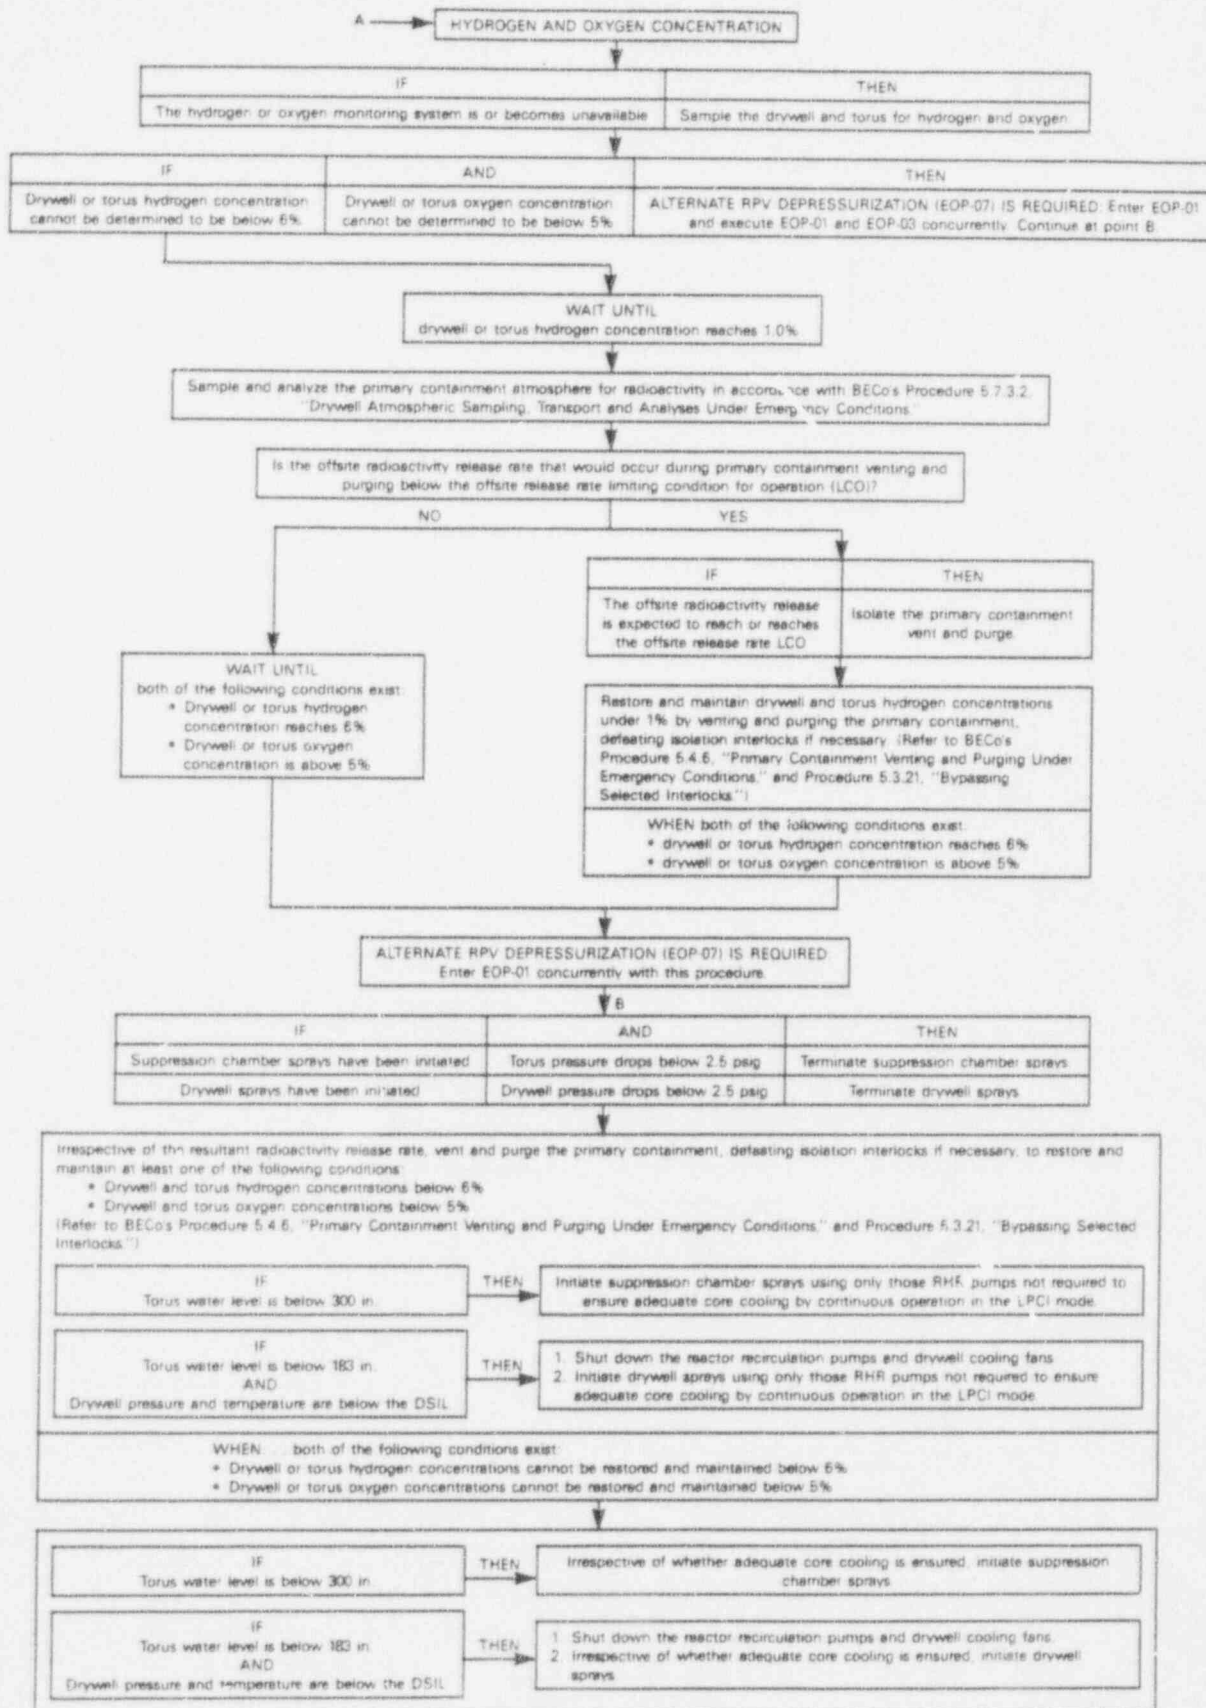 A
HYDROGEN AND OXYGEN CONCENTRATION
IF
THEN
The hydrogen or oxygen monitoring system is or becomes unavailable
Sample the drywell and torus for hydrogen and oxygen
IF
AND
THEN
Drywell or torus hydrogen concentration
cannot be determined to be below 6%
Drywell or torus oxygen concentration
cannot be determined to be below 5%
ALTERNATE RPV DEPRESSURIZATION (EOP-07) IS REQUIRED. Enter EOP-01
and execute EOP-01 and EOP-03 concurrently. Continue at point B.
WAIT UNTIL
drywell or torus hydrogen concentration reaches 1.0%
Sample and analyze the primary containment atmosphere for radioactivity in accordance with BECo's Procedure 5.7.3.2,
"Drywell Atmospheric Sampling, Transport and Analyses Under Emergency Conditions."
Is the offsite radioactivity release rate that would occur during primary containment venting and
purging below the offsite release rate limiting condition for operation (LCO)?
NO
YES
IF
THEN
The offsite radioactivity release
is expected to reach or reaches
the offsite release rate LCO
Isolate the primary containment
vent and purge.
WAIT UNTIL
both of the following conditions exist:
* Drywell or torus hydrogen
concentration reaches 6%
* Drywell or torus oxygen
concentration is above 5%
Restore and maintain drywell and torus hydrogen concentrations
under 1% by venting and purging the primary containment,
defeating isolation interlocks if necessary. (Refer to BECo's
Procedure 5.4.6, "Primary Containment Venting and Purging Under
Emergency Conditions," and Procedure 5.3.21, "Bypassing
Selected Interlocks.")
WHEN both of the following conditions exist:
* drywell or torus hydrogen concentration reaches 6%
* drywell or torus oxygen concentration is above 5%
ALTERNATE RPV DEPRESSURIZATION (EOP-07) IS REQUIRED
Enter EOP-01 concurrently with this procedure.
B
IF
AND
THEN
Suppression chamber sprays have been initiated
Torus pressure drops below 2.5 psig
Terminate suppression chamber sprays
Drywell sprays have been initiated
Drywell pressure drops below 2.5 psig
Terminate drywell sprays
Irrespective of the resultant radioactivity release rate, vent and purge the primary containment, defeating isolation interlocks if necessary, to restore and
maintain at least one of the following conditions:
* Drywell and torus hydrogen concentrations below 6%
* Drywell and torus oxygen concentrations below 5%
(Refer to BECo's Procedure 5.4.6, "Primary Containment Venting and Purging Under Emergency Conditions," and Procedure 5.3.21, "Bypassing Selected
Interlocks.")
IF
Torus water level is below 300 in.
THEN
Initiate suppression chamber sprays using only those RHR pumps not required to
ensure adequate core cooling by continuous operation in the LPCI mode.
IF
Torus water level is below 183 in.
AND
Drywell pressure and temperature are below the DSIL
THEN
1. Shut down the reactor recirculation pumps and drywell cooling fans
2. Initiate drywell sprays using only those RHR pumps not required to ensure
adequate core cooling by continuous operation in the LPCI mode.
WHEN . . . both of the following conditions exist:
* Drywell or torus hydrogen concentrations cannot be restored and maintained below 6%
* Drywell or torus oxygen concentrations cannot be restored and maintained below 5%
IF
Torus water level is below 300 in.
THEN
Irrespective of whether adequate core cooling is ensured, initiate suppression
chamber sprays
IF
Torus water level is below 183 in.
AND
Drywell pressure and temperature are below the DSIL
THEN
1. Shut down the reactor recirculation pumps and drywell cooling fans.
2. Irrespective of whether adequate core cooling is ensured, initiate drywell
sprays